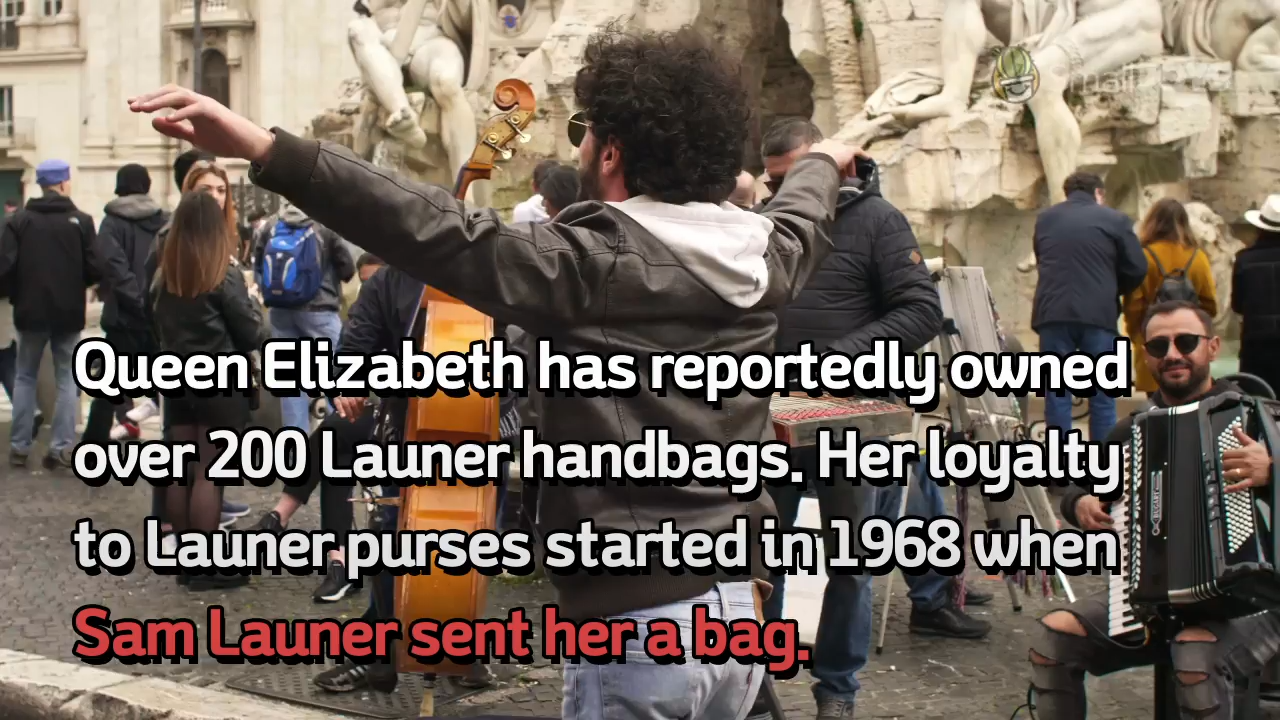 Queen Elizabeth has reportedly owned
over 200 Launer handbags. Her loyalty
to Launer purses started in 1968 when
Sam Launer sent her a bag.
BUGARI